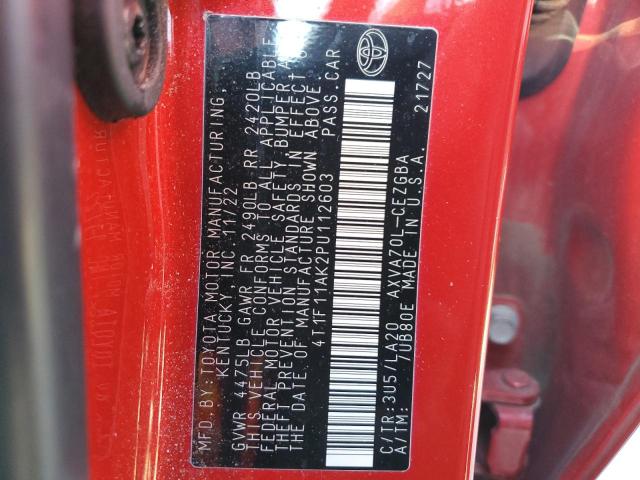 MFD. BY: TOYOTA MOTOR MANUFACTURING
KENTUCKY, INC 11/22
GVWR 4475LB GAWR FR 2490LB RR 2420LB
THIS VEHICLE CONFORMS TO ALL APPLICABLE
FEDERAL MOTOR VEHICLE SAFETY, BUMPER, AND
THEFT PREVENTION STANDARDS IN EFFECT ON
THE DATE OF MANUFACTURE SHOWN ABOVE.
4T1F11AK2PU112603 PASS. CAR
C/TR: 3U5/LA20 AXVA70L-CEZGBA
A/TM: /UB80E MADE IN U.S.A.
21727